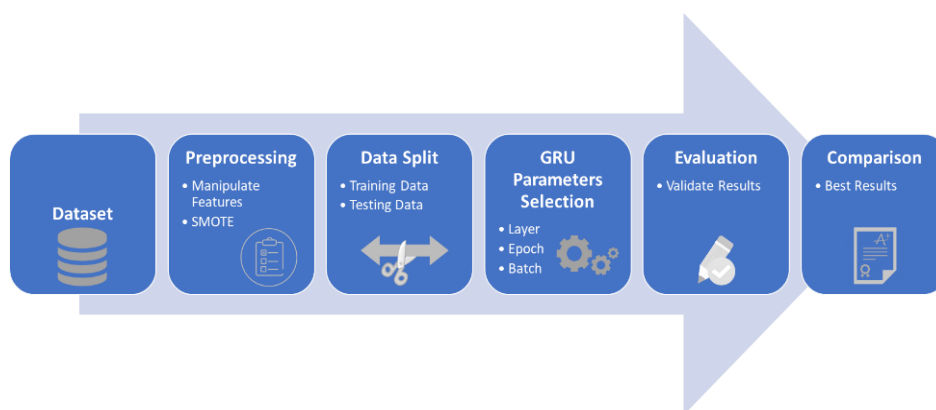 Dataset
Preprocessing
• Manipulate
Features
• SMOTE
Data Split
• Training Data
• Testing Data
GRU
Parameters
Selection
• Layer
• Epoch
• Batch
Evaluation
• Validate Results
Comparison
• Best Results
A+